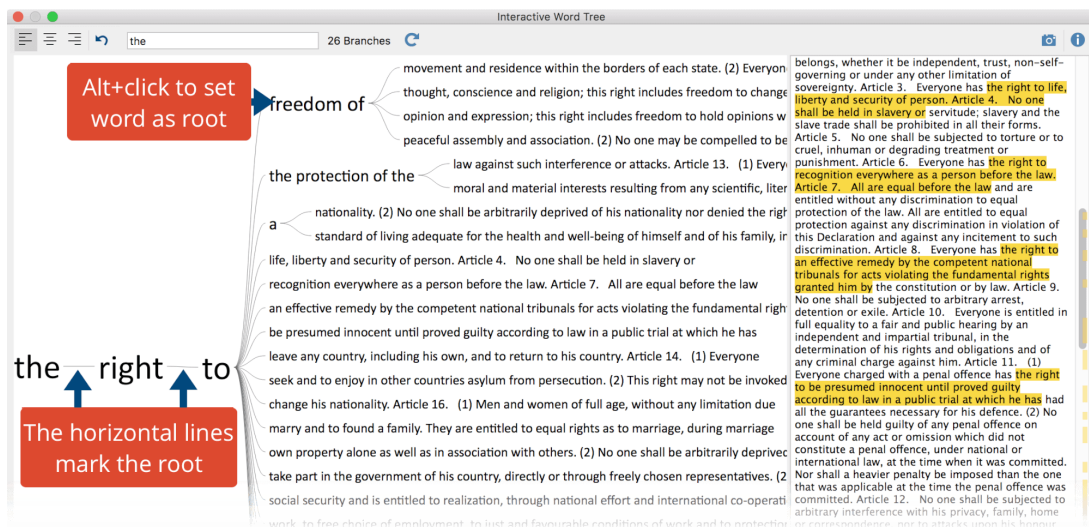 Interactive Word Tree
the
26 Branches
Alt+click to set
word as root
freedom of
movement and residence within the borders of each state. (2) Everyon
thought, conscience and religion; this right includes freedom to change
opinion and expression; this right includes freedom to hold opinions w
peaceful assembly and association. (2) No one may be compelled to be
the protection of the
law against such interference or attacks. Article 13. (1) Every
moral and material interests resulting from any scientific, liter
a
nationality. (2) No one shall be arbitrarily deprived of his nationality nor denied the righ
standard of living adequate for the health and well-being of himself and of his family, in
life, liberty and security of person. Article 4. No one shall be held in slavery or
recognition everywhere as a person before the law. Article 7. All are equal before the law
an effective remedy by the competent national tribunals for acts violating the fundamental righ
be presumed innocent until proved guilty according to law in a public trial at which he has
leave any country, including his own, and to return to his country. Article 14. (1) Everyone
the right to
seek and to enjoy in other countries asylum from persecution. (2) This right may not be invoked
change his nationality. Article 16. (1) Men and women of full age, without any limitation due
marry and to found a family. They are entitled to equal rights as to marriage, during marriage
own property alone as well as in association with others. (2) No one shall be arbitrarily deprived
take part in the government of his country, directly or through freely chosen representatives. (2
social security and is entitled to realization, through national effort and international co-operati
work, to free choice of employment, to just and favourable conditions of work and to protection
The horizontal lines
mark the root
belongs, whether it be independent, trust, non-self-
governing or under any other limitation of
sovereignty. Article 3. Everyone has the right to life,
liberty and security of person. Article 4. No one
shall be held in slavery or servitude; slavery and the
slave trade shall be prohibited in all their forms.
Article 5. No one shall be subjected to torture or to
cruel, inhuman or degrading treatment or
punishment. Article 6. Everyone has the right to
recognition everywhere as a person before the law.
Article 7. All are equal before the law and are
entitled without any discrimination to equal
protection of the law. All are entitled to equal
protection against any discrimination in violation of
this Declaration and against any incitement to such
discrimination. Article 8. Everyone has the right to
an effective remedy by the competent national
tribunals for acts violating the fundamental rights
granted him by the constitution or by law. Article 9.
No one shall be subjected to arbitrary arrest,
detention or exile. Article 10. Everyone is entitled in
full equality to a fair and public hearing by an
independent and impartial tribunal, in the
determination of his rights and obligations and of
any criminal charge against him. Article 11. (1)
Everyone charged with a penal offence has the right
to be presumed innocent until proved guilty
according to law in a public trial at which he has had
all the guarantees necessary for his defence. (2) No
one shall be held guilty of any penal offence on
account of any act or omission which did not
constitute a penal offence, under national or
international law, at the time when it was committed.
Nor shall a heavier penalty be imposed than the one
that was applicable at the time the penal offence was
committed. Article 12. No one shall be subjected to
arbitrary interference with his privacy, family, home
or correspondence, nor to attacks upon his honour